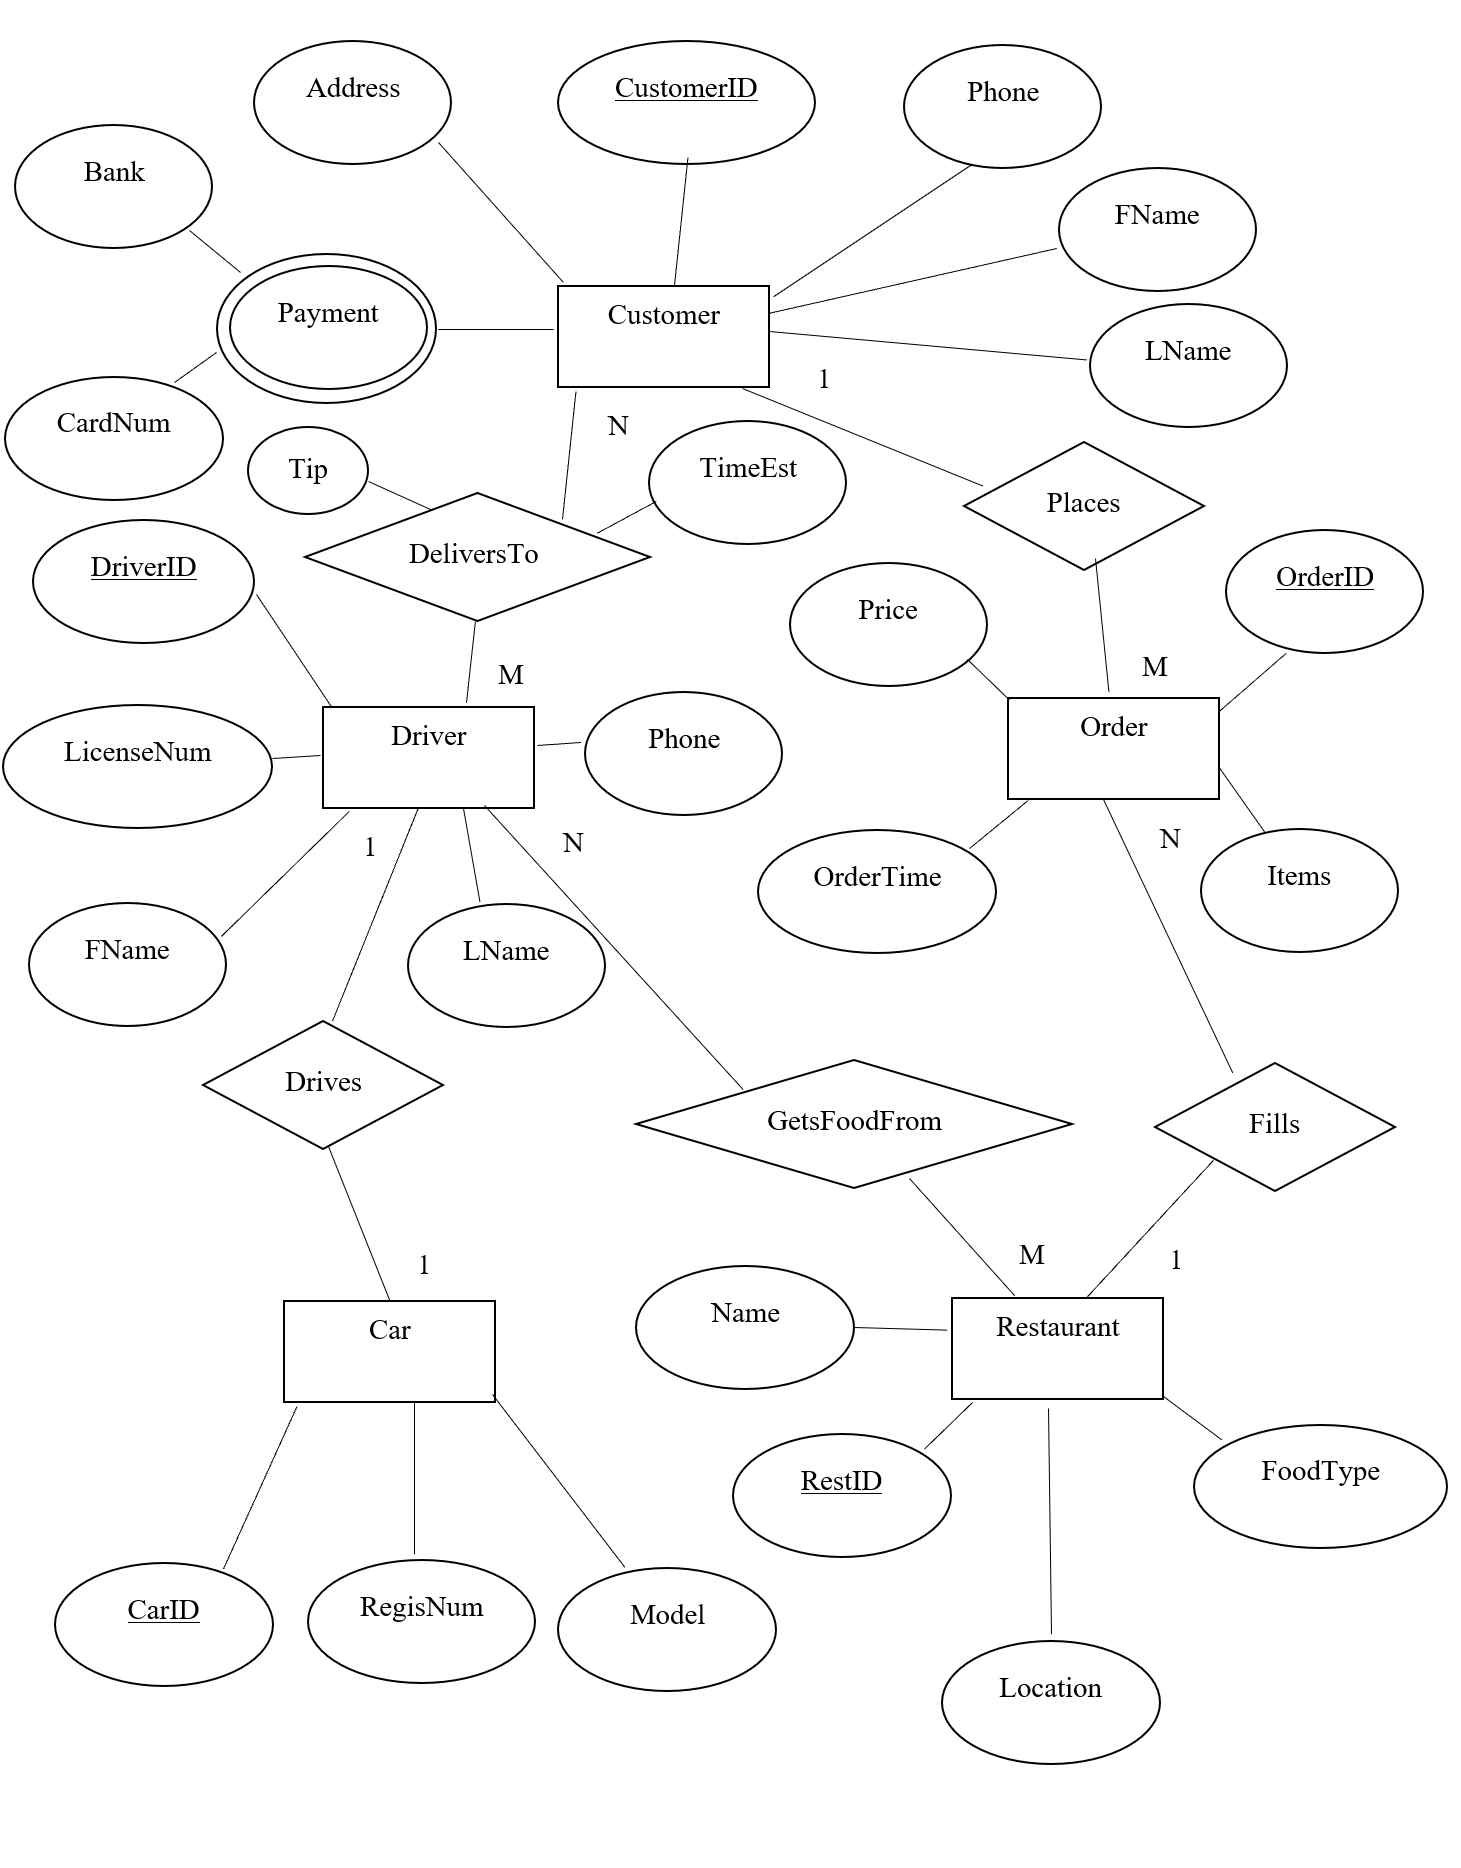 Address
CustomerID
Phone
Bank
FName
Payment
Customer
LName
1
CardNum
N
Tip
TimeEst
Places
DeliversTo
DriverID
OrderID
Price
M
M
Driver
Order
LicenseNum
Phone
1
N
N
OrderTime
Items
FName
LName
Drives
GetsFoodFrom
Fills
M
1
1
Name
Car
Restaurant
RestID
FoodType
CarID
RegisNum
Model
Location